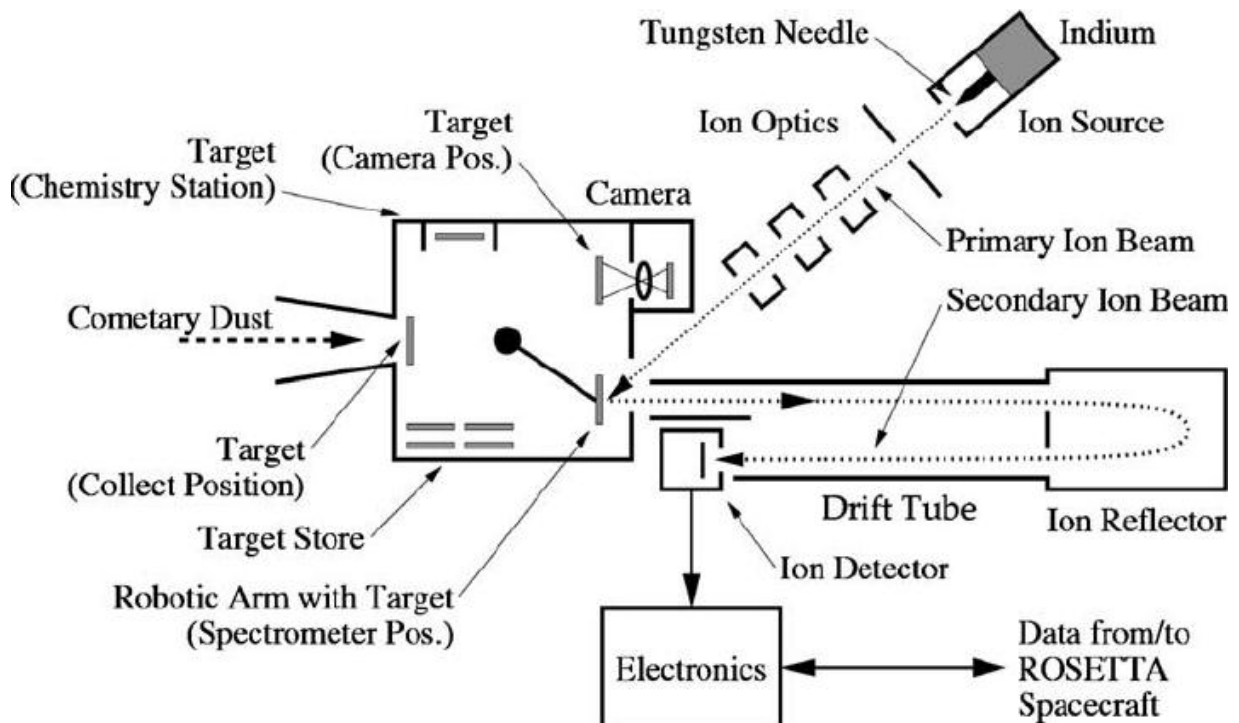 Tungsten Needle
Indium
Ion Optics
Ion Source
Target
(Camera Pos.)
Target
(Chemistry Station)
Camera
Primary Ion Beam
Secondary Ion Beam
Cometary Dust
Target
(Collect Position)
Drift Tube
Ion Reflector
Target Store
Ion Detector
Robotic Arm with Target
(Spectrometer Pos.)
Electronics
Data from/to
ROSETTA
Spacecraft